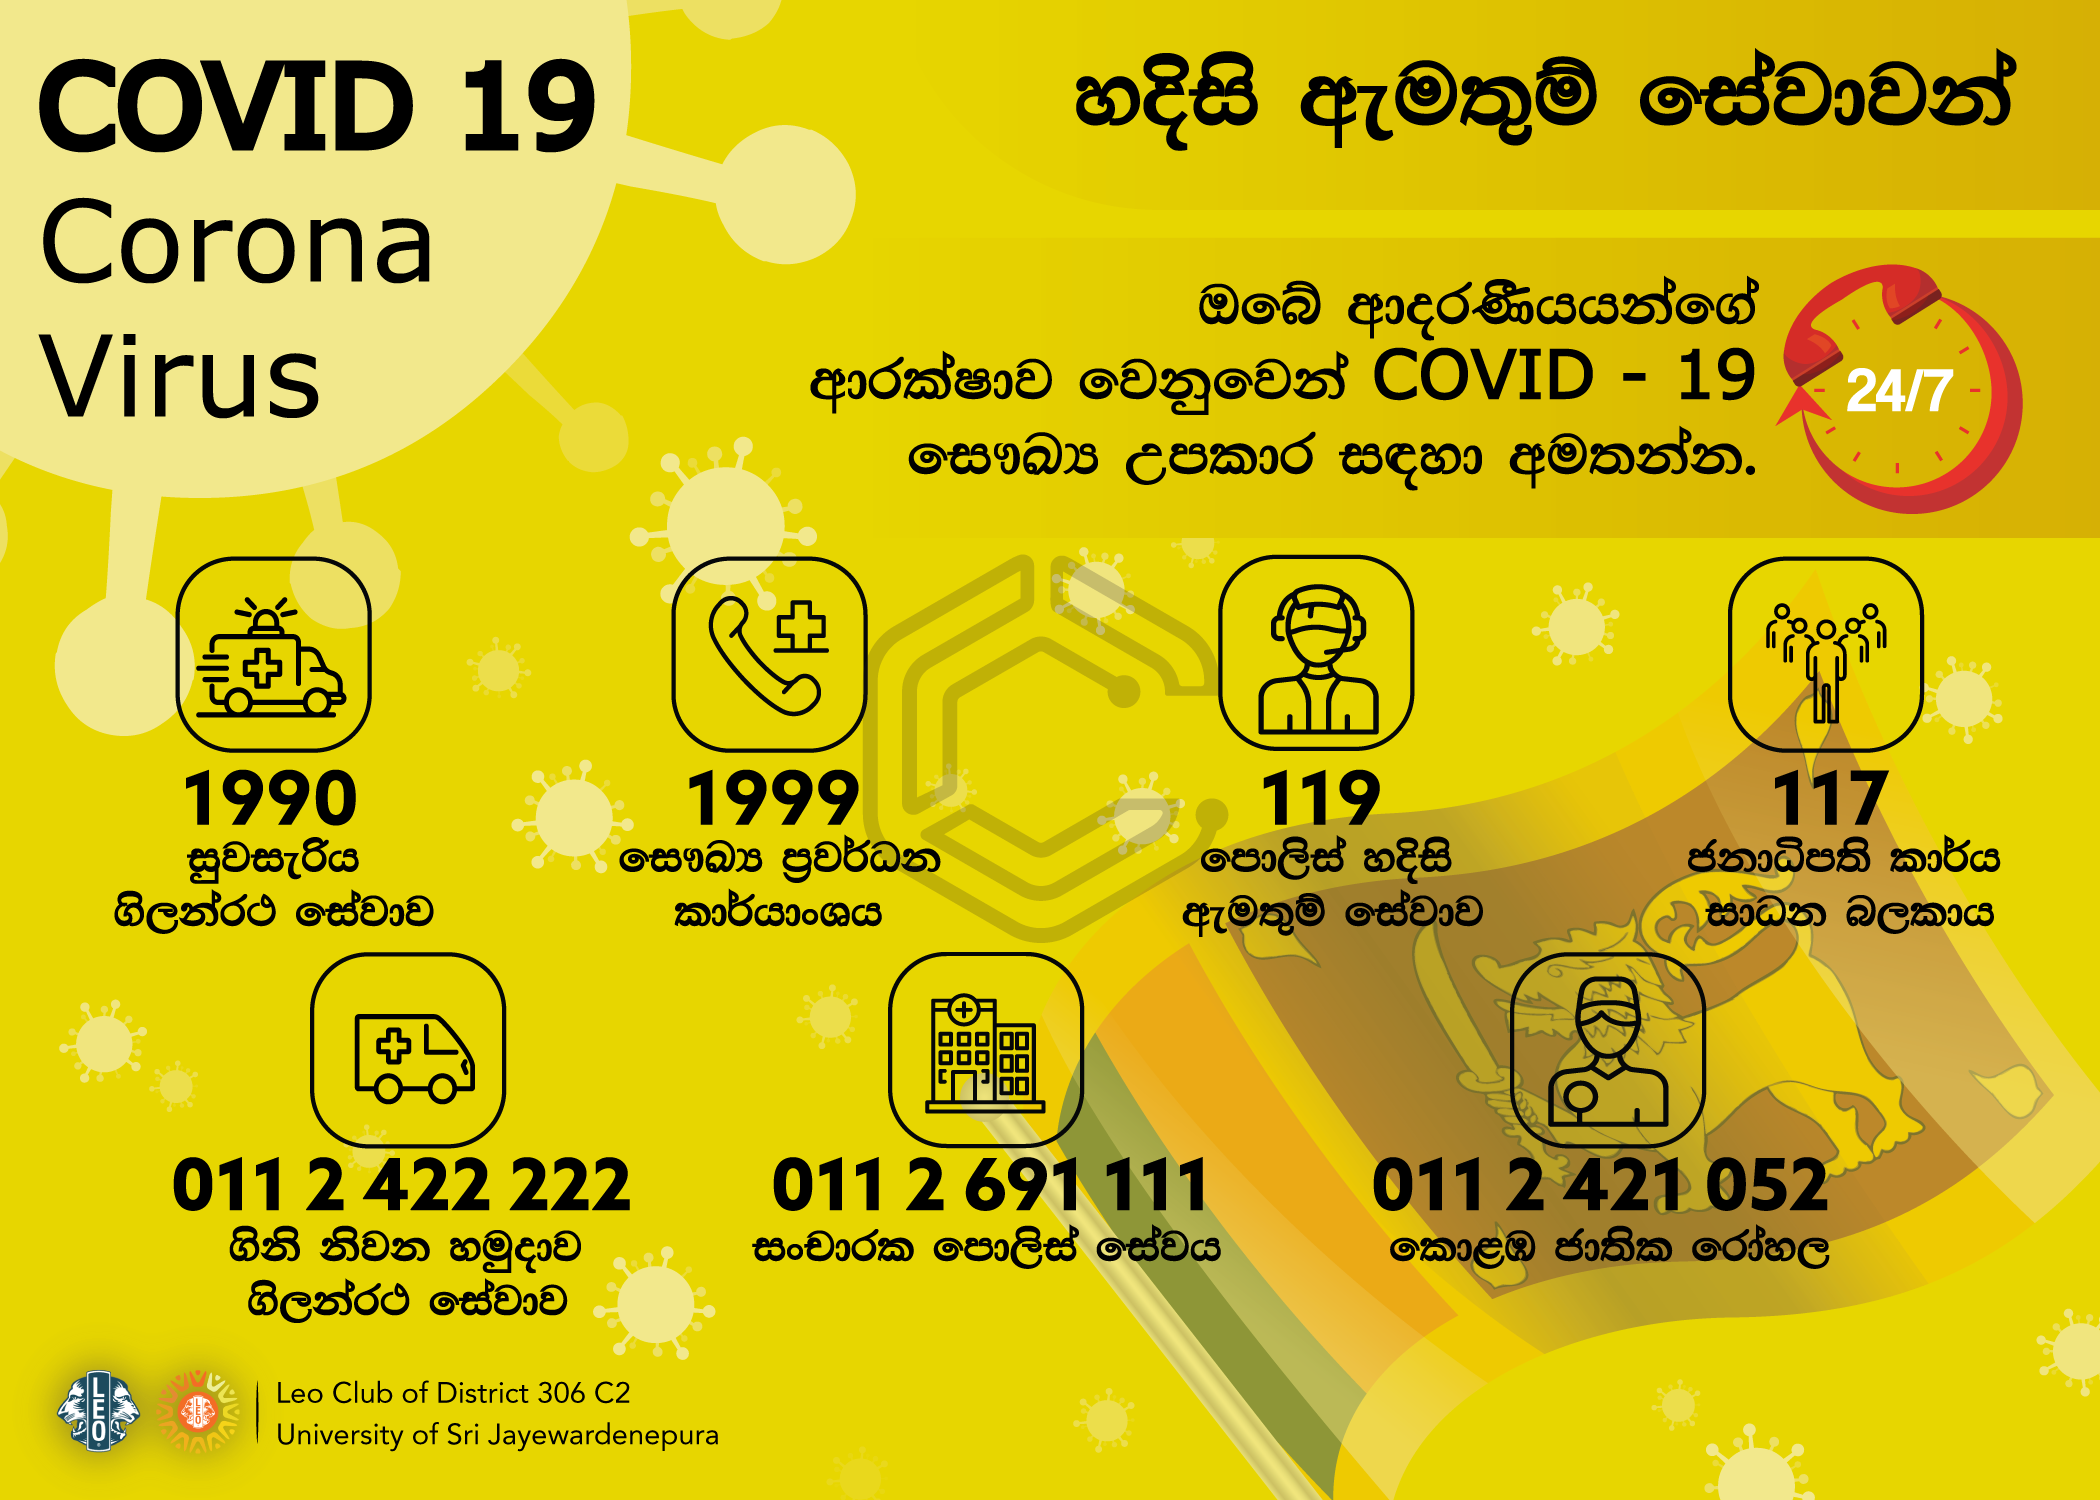 COVID 19
Corona
Virus
හදිසි ඇමතුම් සේවාවන්
ඔබේ ආදරණීයයන්ගේ
ආරක්ෂාව වෙනුවෙන් COVID - 19
සෞඛ්‍ය උපකාර සඳහා අමතන්න.
24/7
1990
සුවසැරිය
ගිලන්රථ සේවාව
1999
සෞඛ්‍ය ප්‍රවර්ධන
කාර්යාංශය
119
පොලිස් හදිසි
ඇමතුම් සේවාව
117
ජනාධිපති කාර්ය
සාධන බලකාය
011 2 422 222
ගිනි නිවන හමුදාව
ගිලන්රථ සේවාව
011 2 691 111
සංචාරක පොලිස් සේවය
011 2 421 052
කොළඹ ජාතික රෝහල
LEO
LEO
Leo Club of District 306 C2
University of Sri Jayewardenepura